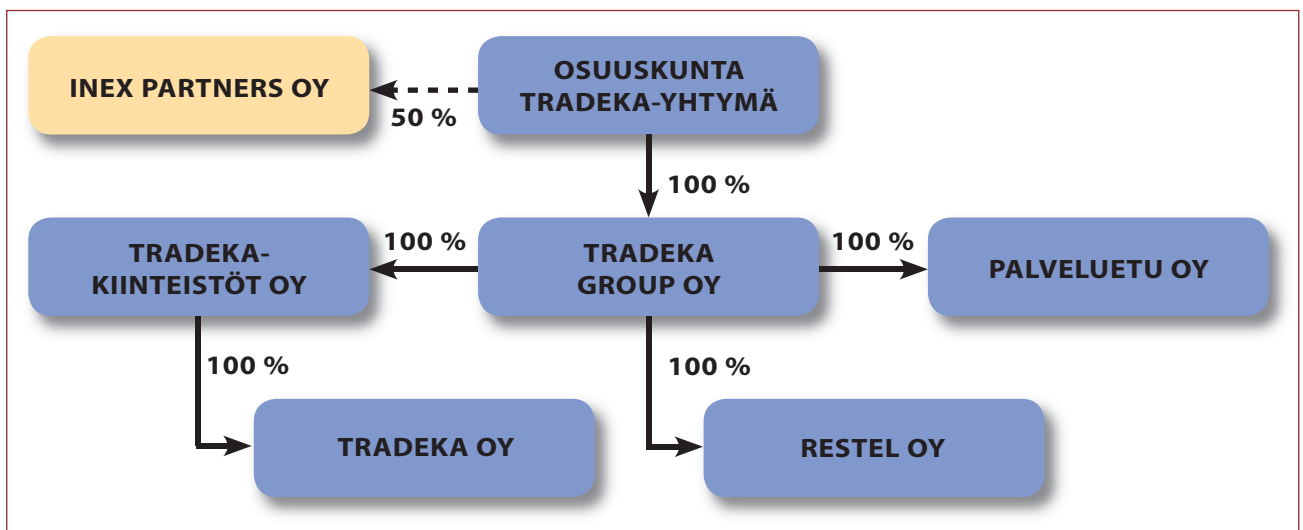 INEX PARTNERS OY
OSUUSKUNTA
TRADEKA-YHTYMÄ
50 %
100 %
TRADEKA-
KIINTEISTÖT OY
100 %
TRADEKA
GROUP OY
100 %
PALVELUETU OY
100 %
100 %
TRADEKA OY
RESTEL OY